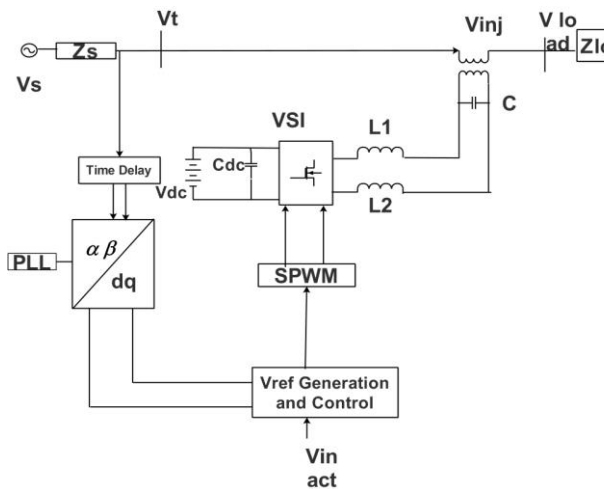 Vt
Vinj
V lo
ad
Zs
Zlo
Vs
C
VSI
L1
Time Delay
Cdc
Vdc
L2
α β
PLL
dq
SPWM
Vref Generation
and Control
Vin
act